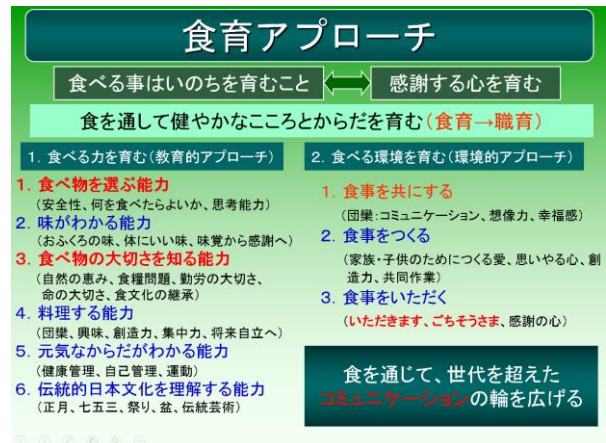 食育アプローチ
食べる事はいのちを育むこと
感謝する心を育む
食を通して健やかなこころとからだを育む(食育→職育)
1. 食べる力を育む(教育的アプローチ)
1. 食べ物を選ぶ能力
(安全性、何を食べたらよいか、思考能力)
2. 味がわかる能力
(おふくろの味、体にいい味、味覚から感謝へ)
3. 食べ物の大切さを知る能力
(自然の恵み、食糧問題、勤労の大切さ、
命の大切さ、食文化の継承)
4. 料理する能力
(団欒、興味、創造力、集中力、将来自立へ)
5. 元気なからだがわかる能力
(健康管理、自己管理、運動)
6. 伝統的日本文化を理解する能力
(正月、七五三、祭り、盆、伝統芸術)
2. 食べる環境を育む(環境的アプローチ)
1. 食事を共にする
(団欒:コミュニケーション、想像力、幸福感)
2. 食事をつくる
(家族・子供のためにつくる愛、思いやる心、創
造力、共同作業)
3. 食事をいただく
(いただきます、ごちそうさま、感謝の心)
食を通じて、世代を超えた
コミュニケーションの輪を広げる